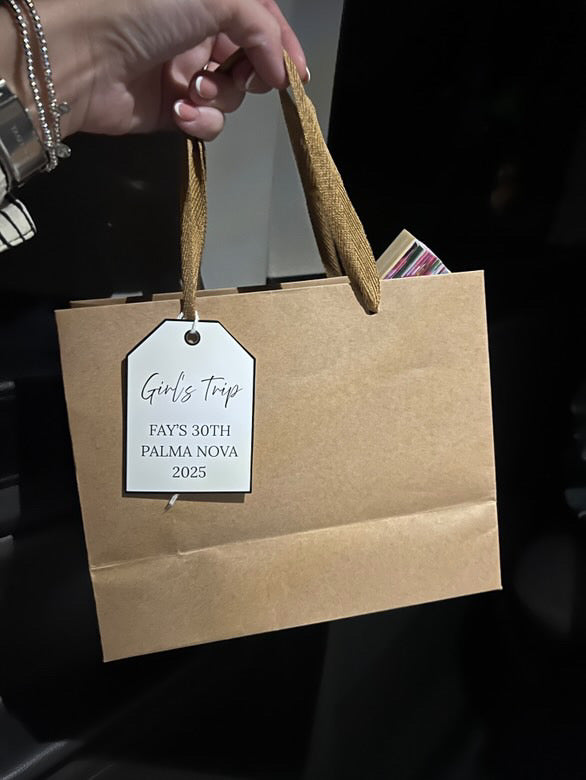 Girl's Trip
FAY'S 30TH
PALMA NOVA
2025